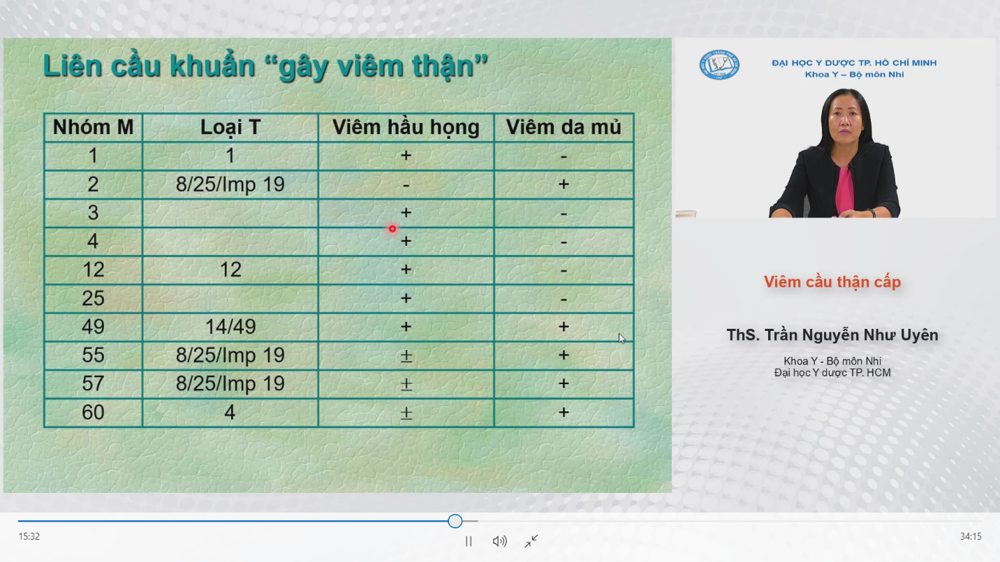 Liên cầu khuẩn “gây viêm thận”
Nhóm M Loại T Viêm hầu họng Viêm da mủ
1 1 + -
2 8/25/Imp 19 - +
3 + -
4 + -
12 12 + -
25 + -
49 14/49 + +
55 8/25/Imp 19 ± +
57 8/25/Imp 19 ± +
60 4 ± +
ĐẠI HỌC Y DƯỢC TP. HỒ CHÍ MINH
Khoa Y – Bộ môn Nhi
Viêm cầu thận cấp
ThS. Trần Nguyễn Như Uyên
Khoa Y - Bộ môn Nhi
Đại học Y dược TP. HCM
15:32
34:15